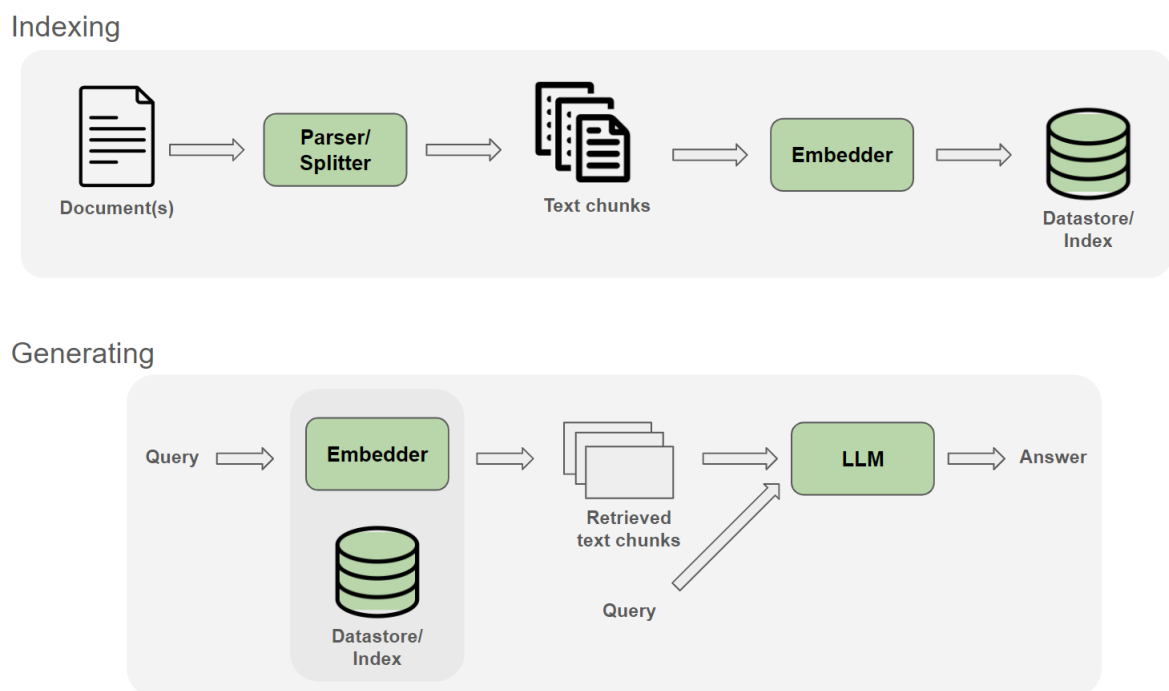 Indexing
Parser/
Splitter
Embedder
Document(s)
Text chunks
Datastore/
Index
Generating
Query
Embedder
LLM
Answer
Retrieved
text chunks
Query
Datastore/
Index